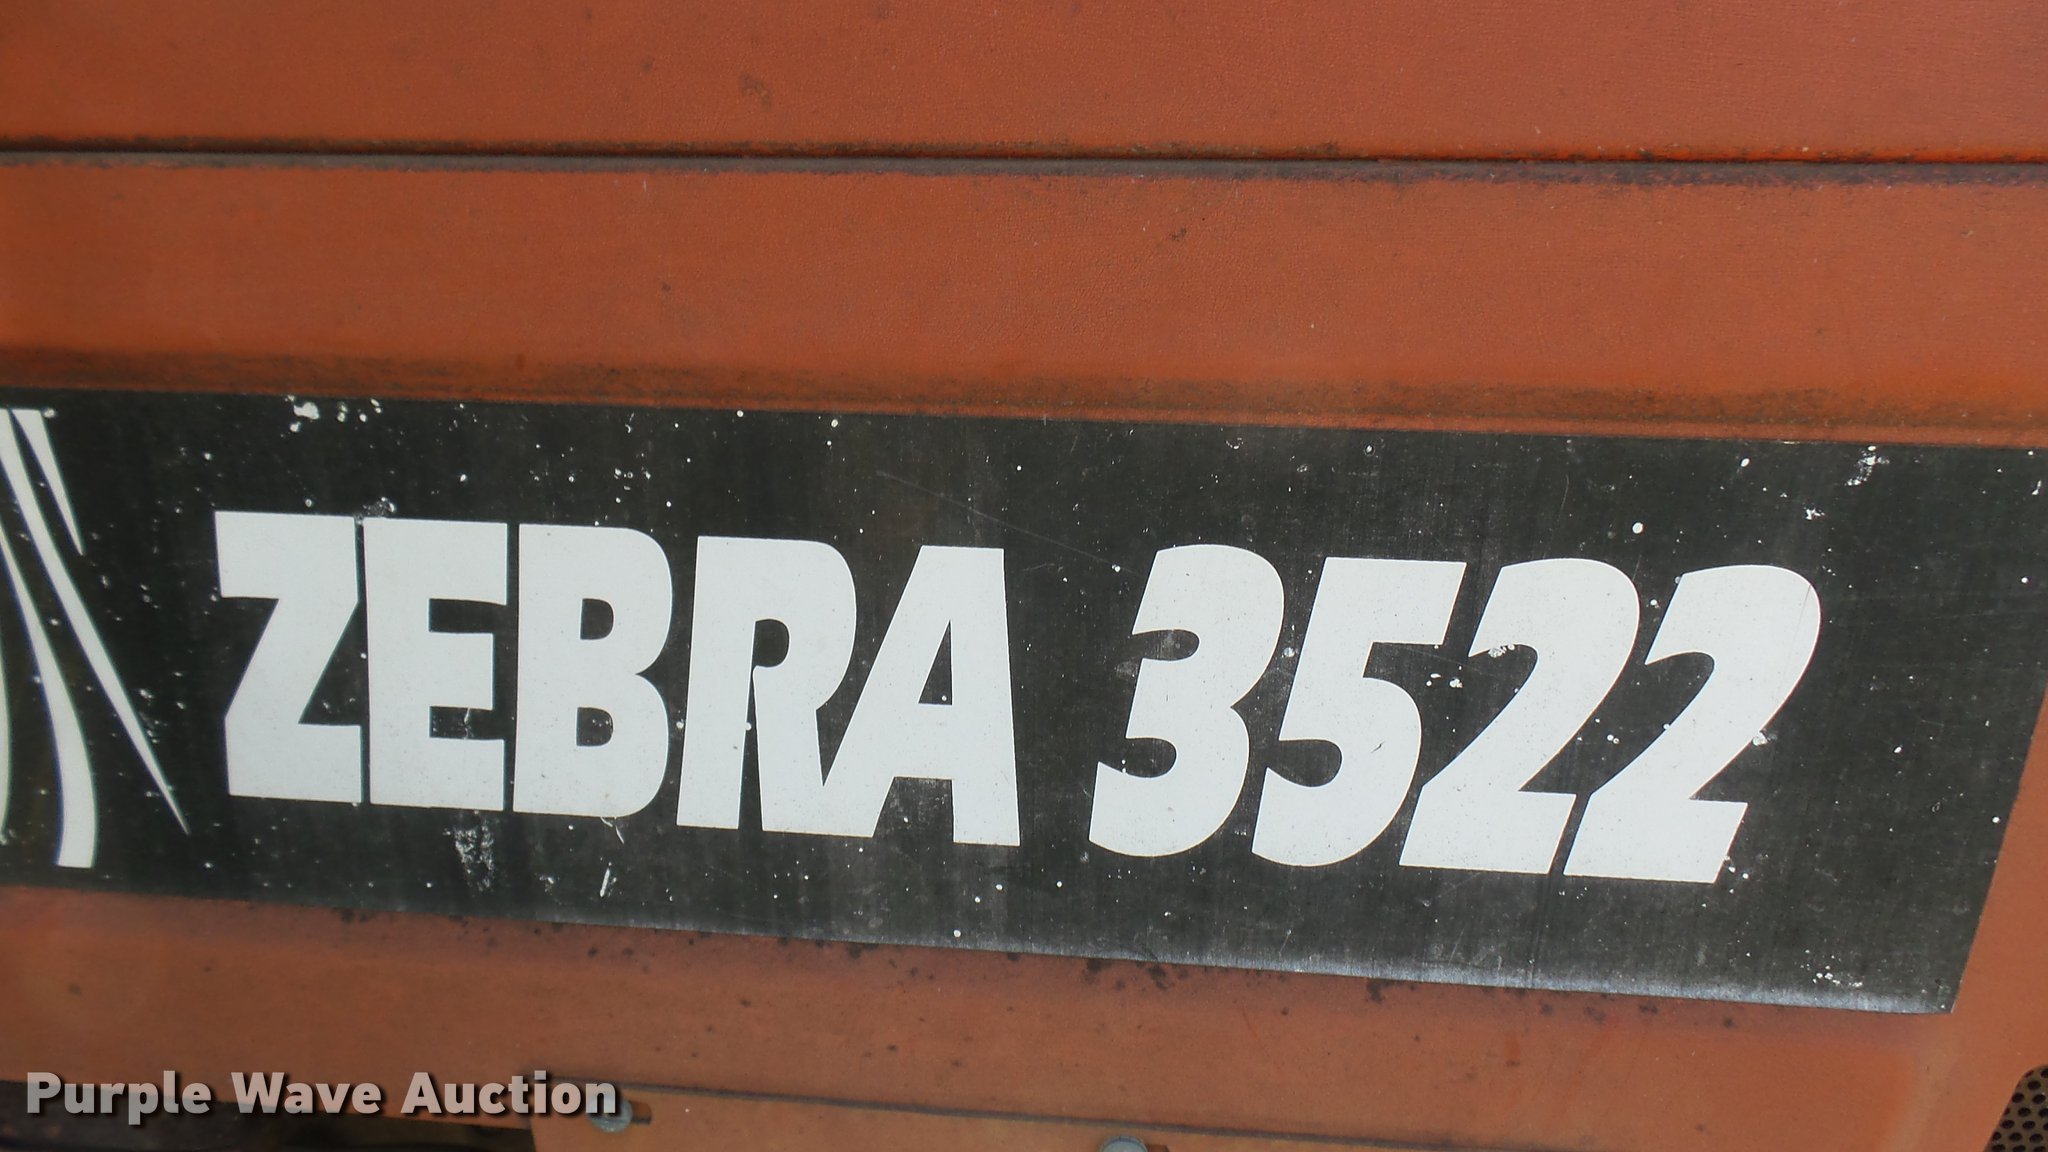 ZEBRA 3522
Purple Wave Auction